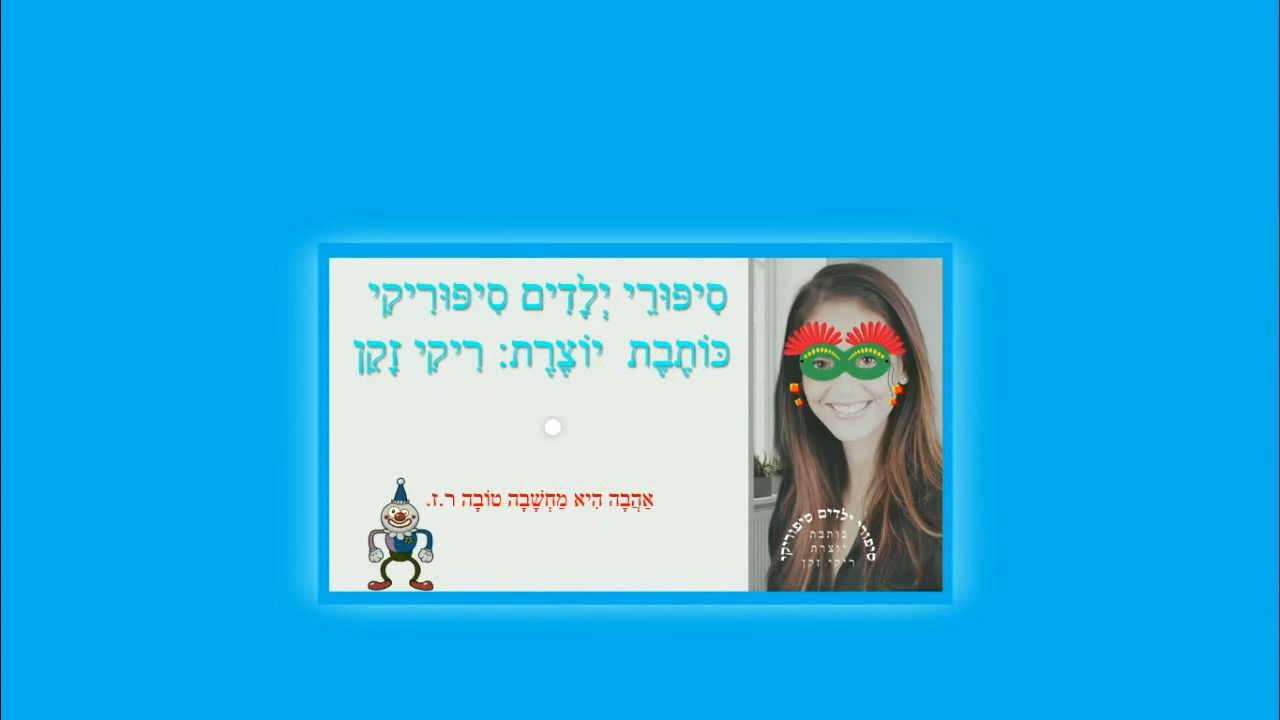 סִיפּוּרֵי יְלָדִים סִיפּוּרִיקִי
כּוֹתֶבֶת יוֹצֶרֶת: רִיקִי זָקֵן
אַהֲבָה הִיא מַחְשָׁבָה טוֹבָה ר.ז.
סיפורי ילדים סיפוריקי
כותבת
יוצרת
ריקי זקן